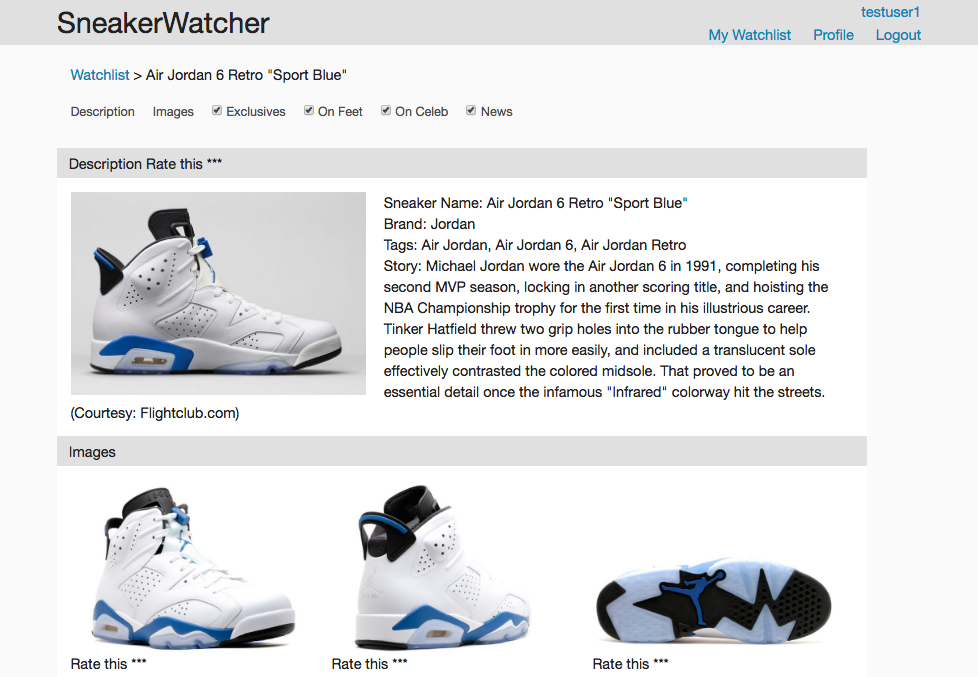 SneakerWatcher
testuser1
My Watchlist Profile Logout
Watchlist > Air Jordan 6 Retro "Sport Blue"
Description Images Exclusives On Feet On Celeb News
Description Rate this ***
Sneaker Name: Air Jordan 6 Retro "Sport Blue"
Brand: Jordan
Tags: Air Jordan, Air Jordan 6, Air Jordan Retro
Story: Michael Jordan wore the Air Jordan 6 in 1991, completing his
second MVP season, locking in another scoring title, and hoisting the
NBA Championship trophy for the first time in his illustrious career.
Tinker Hatfield threw two grip holes into the rubber tongue to help
people slip their foot in more easily, and included a translucent sole
effectively contrasted the colored midsole. That proved to be an
essential detail once the infamous "Infrared" colorway hit the streets.
(Courtesy: Flightclub.com)
Images
Rate this *** Rate this *** Rate this ***